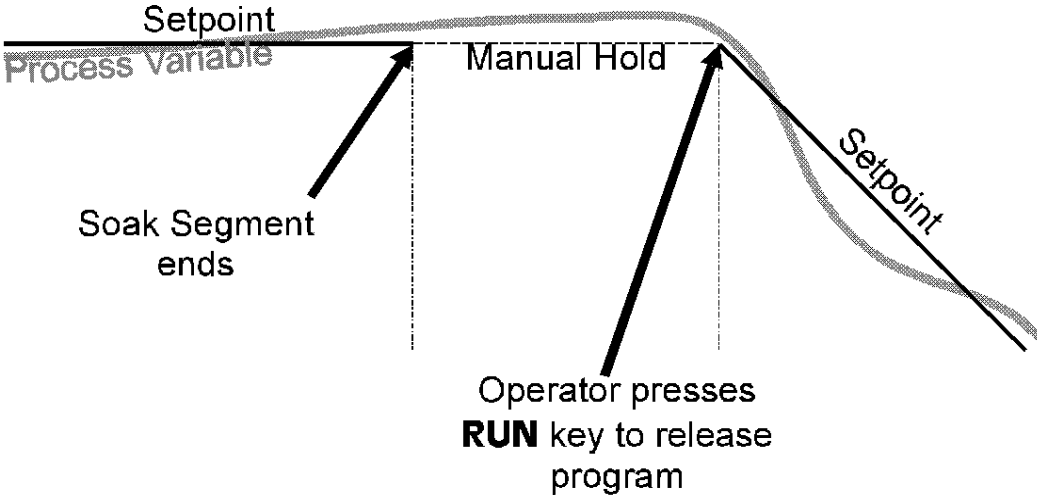 Setpoint
Process Variable
Manual Hold
Setpoint
Soak Segment
ends
Operator presses
RUN key to release
program